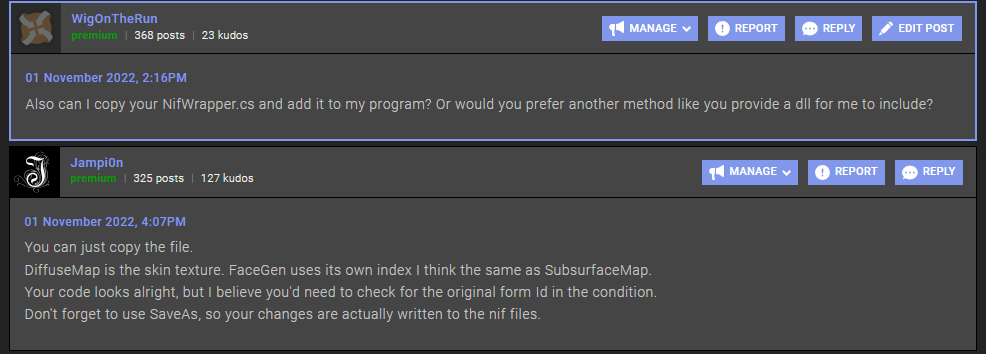 WigOnTheRun
premium | 368 posts | 23 kudos
MANAGE REPORT REPLY EDIT POST
01 November 2022, 2:16PM
Also can I copy your NifWrapper.cs and add it to my program? Or would you prefer another method like you provide a dll for me to include?
Jampi0n
premium | 325 posts | 127 kudos
MANAGE REPORT REPLY
01 November 2022, 4:07PM
You can just copy the file.
DiffuseMap is the skin texture. FaceGen uses its own index I think the same as SubsurfaceMap.
Your code looks alright, but I believe you'd need to check for the original form Id in the condition.
Don't forget to use SaveAs, so your changes are actually written to the nif files.